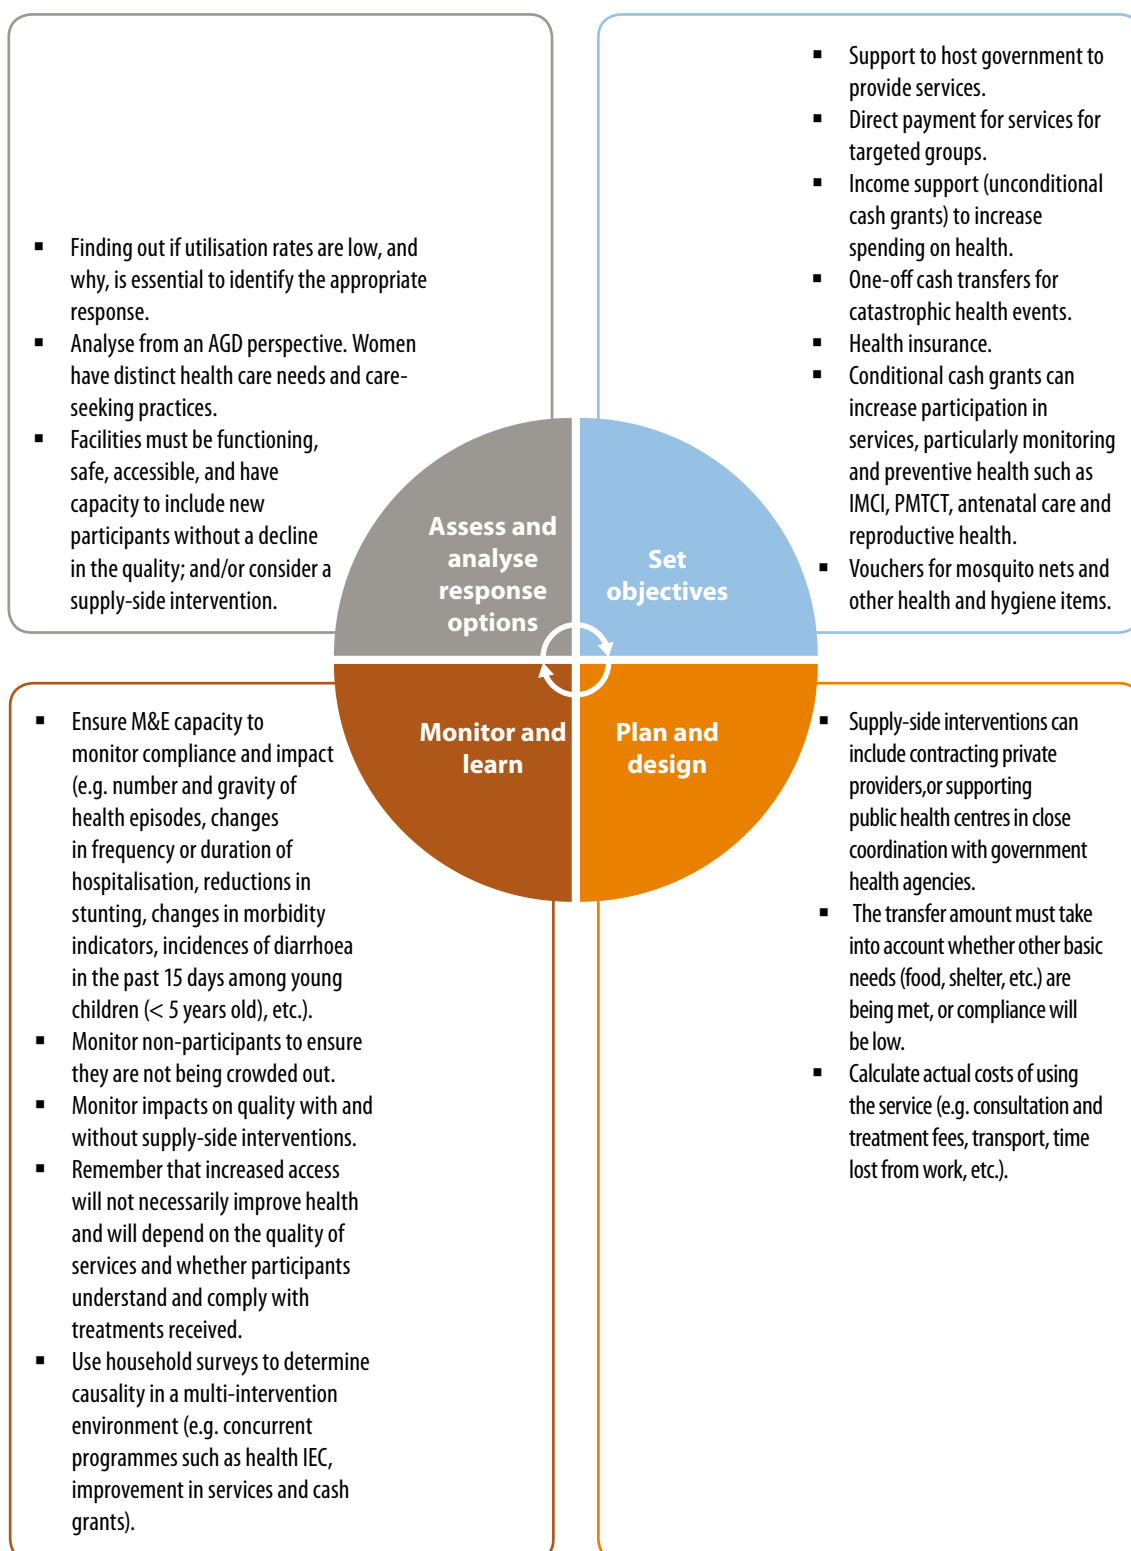 ▪ Finding out if utilisation rates are low, and
why, is essential to identify the appropriate
response.
▪ Analyse from an AGD perspective. Women
have distinct health care needs and care-
seeking practices.
▪ Facilities must be functioning,
safe, accessible, and have
capacity to include new
participants without a decline
in the quality; and/or consider a
supply-side intervention.
▪ Support to host government to
provide services.
▪ Direct payment for services for
targeted groups.
▪ Income support (unconditional
cash grants) to increase
spending on health.
▪ One-off cash transfers for
catastrophic health events.
▪ Health insurance.
▪ Conditional cash grants can
increase participation in
services, particularly monitoring
and preventive health such as
IMCI, PMTCT, antenatal care and
reproductive health.
▪ Vouchers for mosquito nets and
other health and hygiene items.
Assess and
analyse
response
options
Set
objectives
Monitor and
learn
Plan and
design
▪ Ensure M&E capacity to
monitor compliance and impact
(e.g. number and gravity of
health episodes, changes
in frequency or duration of
hospitalisation, reductions in
stunting, changes in morbidity
indicators, incidences of diarrhoea
in the past 15 days among young
children (< 5 years old), etc.).
▪ Monitor non-participants to ensure
they are not being crowded out.
▪ Monitor impacts on quality with and
without supply-side interventions.
▪ Remember that increased access
will not necessarily improve health
and will depend on the quality of
services and whether participants
understand and comply with
treatments received.
▪ Use household surveys to determine
causality in a multi-intervention
environment (e.g. concurrent
programmes such as health IEC,
improvement in services and cash
grants).
▪ Supply-side interventions can
include contracting private
providers,or supporting
public health centres in close
coordination with government
health agencies.
▪ The transfer amount must take
into account whether other basic
needs (food, shelter, etc.) are
being met, or compliance will
be low.
▪ Calculate actual costs of using
the service (e.g. consultation and
treatment fees, transport, time
lost from work, etc.).